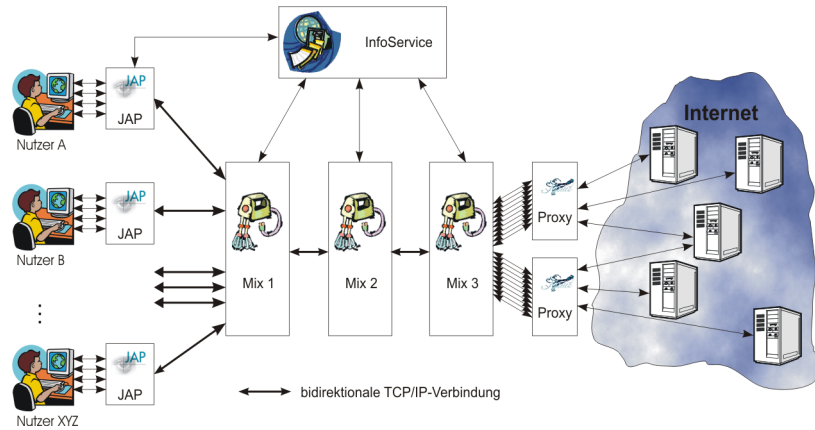 InfoService
JAP
JAP
Nutzer A
Internet
JAP
JAP
Nutzer B
Mix 1
Mix 2
Mix 3
Proxy
Proxy
JAP
JAP
Nutzer XYZ
bidirektionale TCP/IP-Verbindung